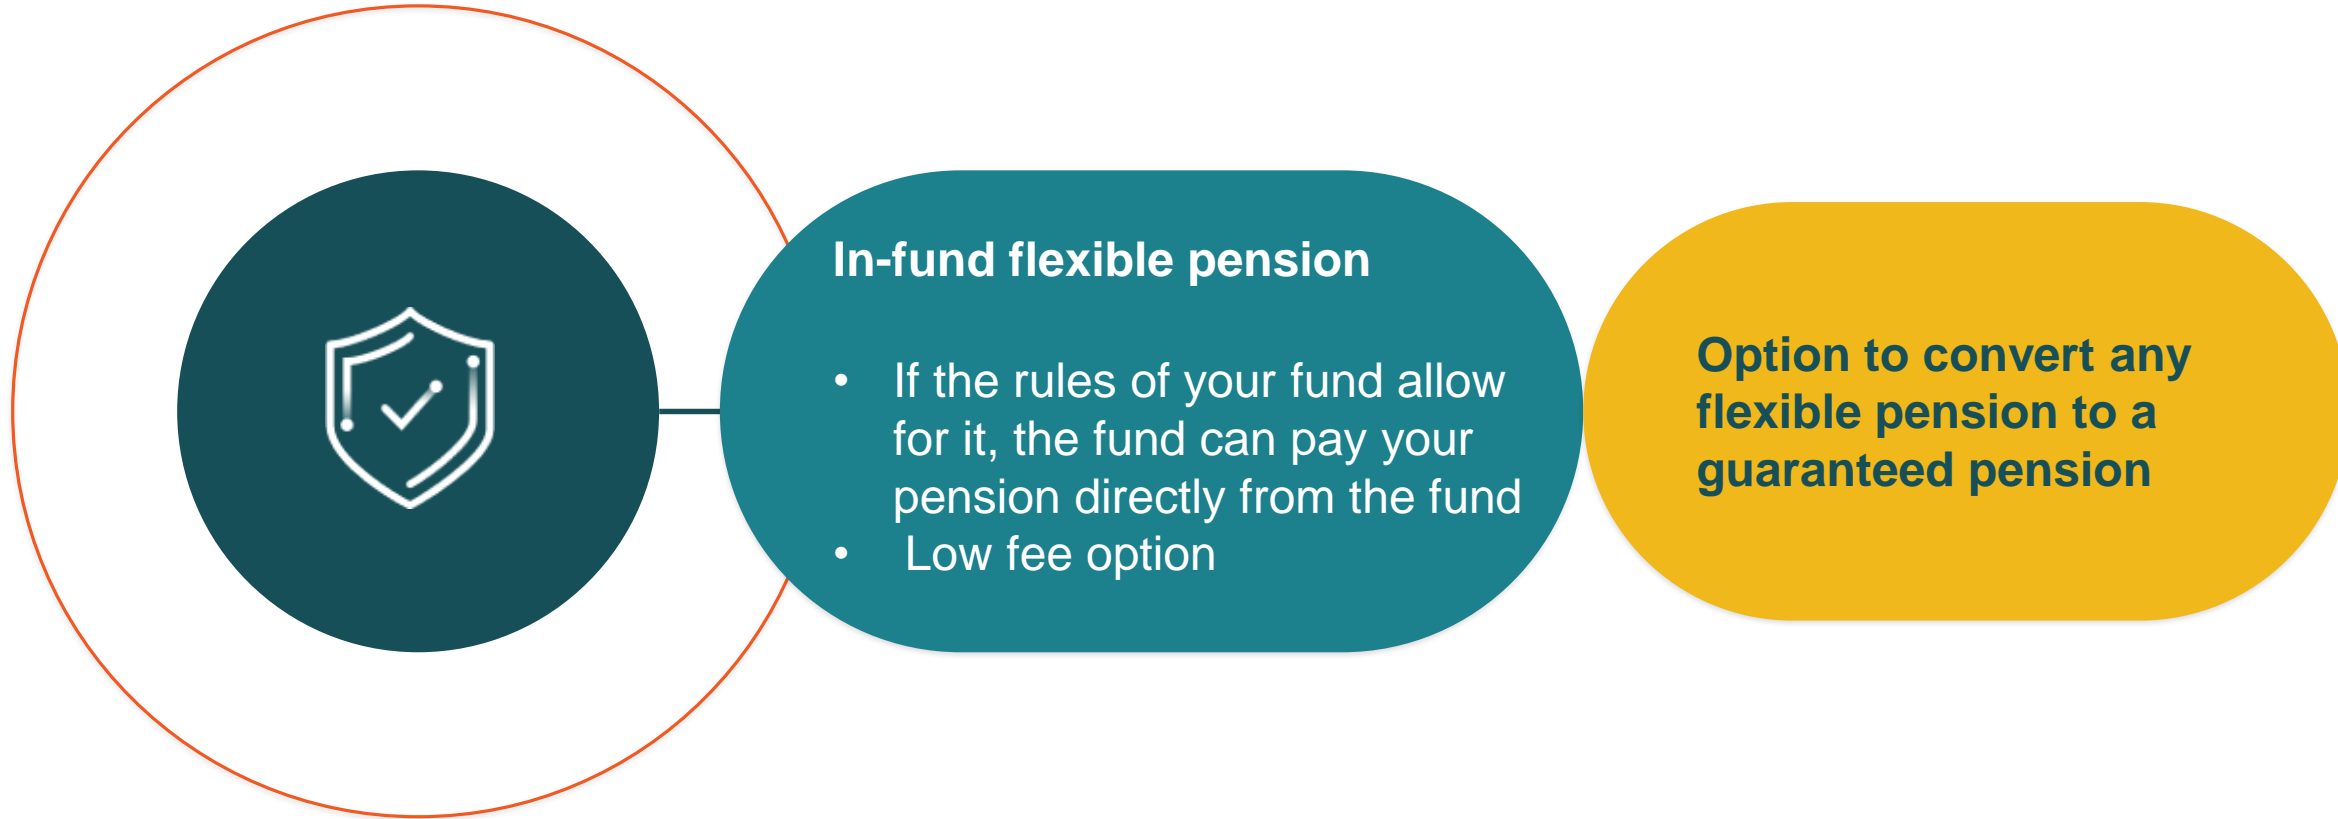 In-fund flexible pension
• If the rules of your fund allow
for it, the fund can pay your
pension directly from the fund
• Low fee option
Option to convert any
flexible pension to a
guaranteed pension